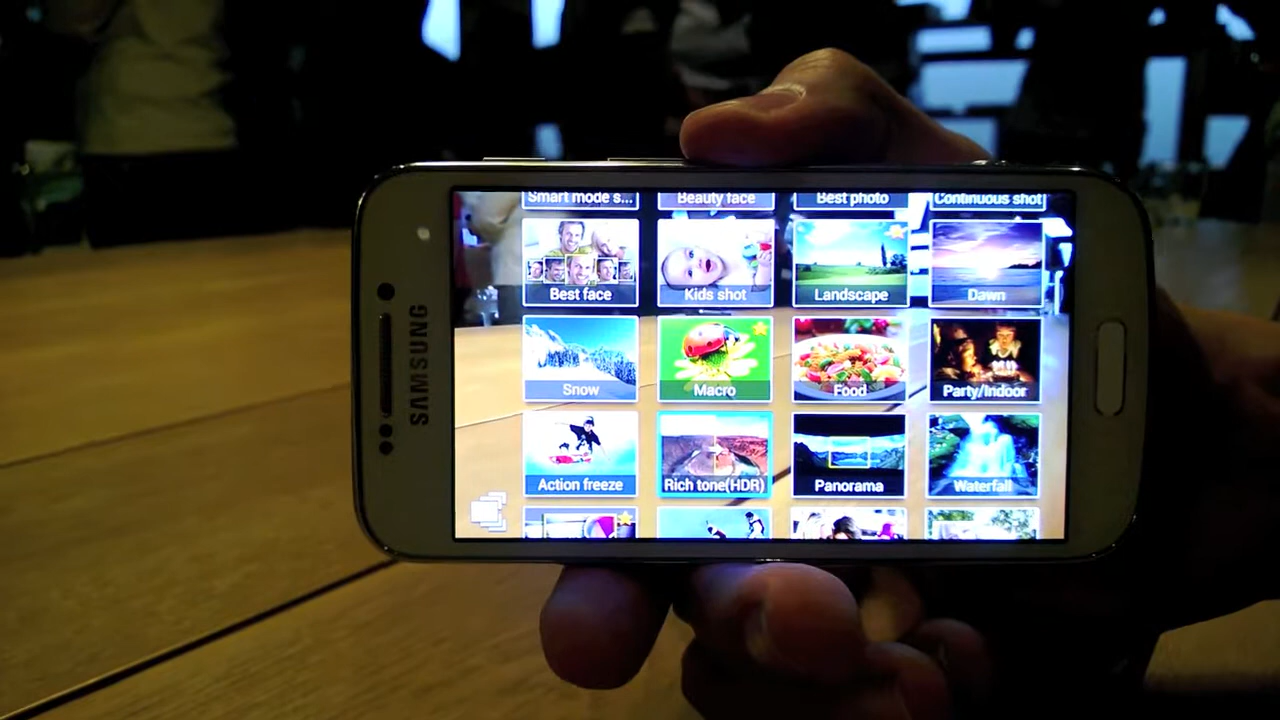 SAMSUNG
Smart mode s...
Beauty face
Best photo
Continuous shot
Best face
Kids shot
Landscape
Dawn
Snow
Macro
Food
Party/Indoor
Action freeze
Rich tone(HDR)
Panorama
Waterfall